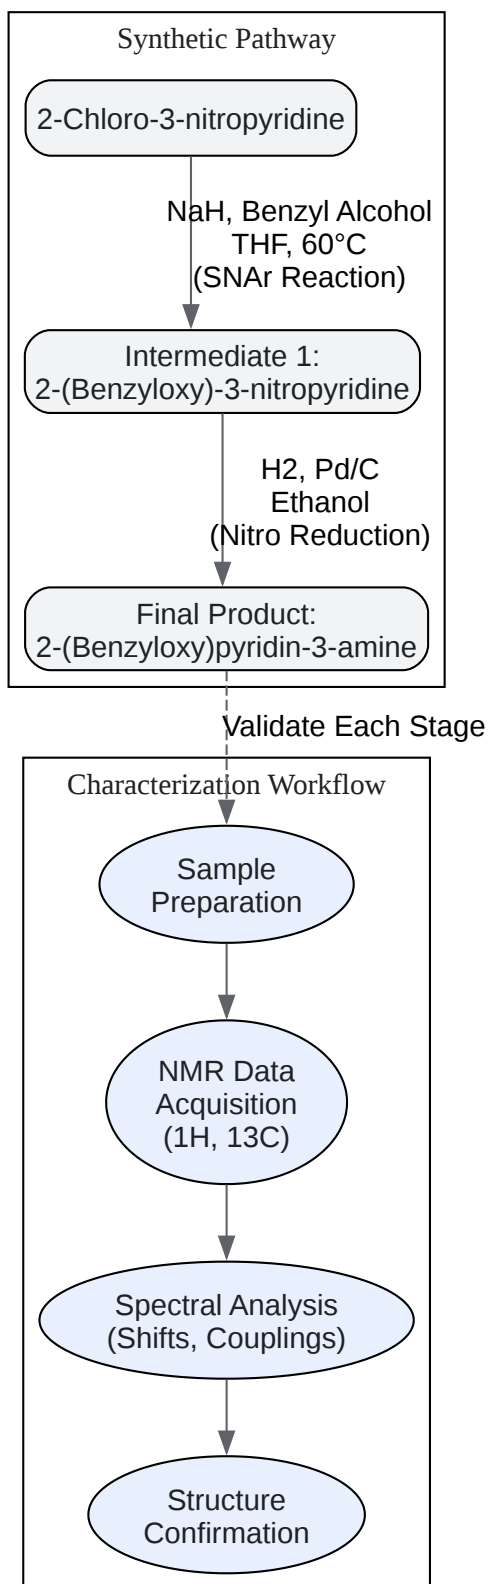 Synthetic Pathway
2-Chloro-3-nitropyridine
NaH, Benzyl Alcohol
THF, 60°C
(SNAr Reaction)
Intermediate 1:
2-(Benzyloxy)-3-nitropyridine
H2, Pd/C
Ethanol
(Nitro Reduction)
Final Product:
2-(Benzyloxy)pyridin-3-amine
Validate Each Stage
Characterization Workflow
Sample
Preparation
NMR Data
Acquisition
(1H, 13C)
Spectral Analysis
(Shifts, Couplings)
Structure
Confirmation